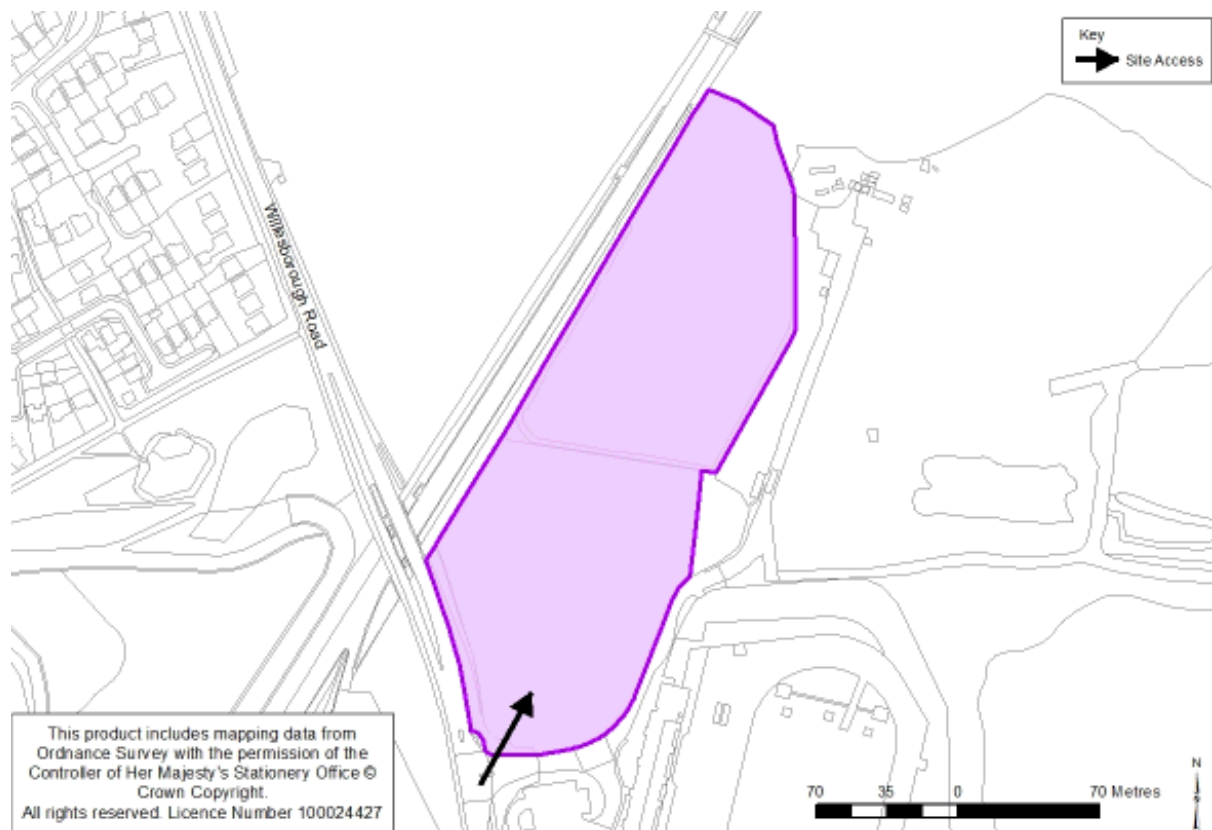 Key
Site Access
Willesborough Road
This product includes mapping data from
Ordnance Survey with the permission of the
Controller of Her Majesty's Stationery Office ©
Crown Copyright.
All rights reserved. Licence Number 100024427
70 35 0 70 Metres
N